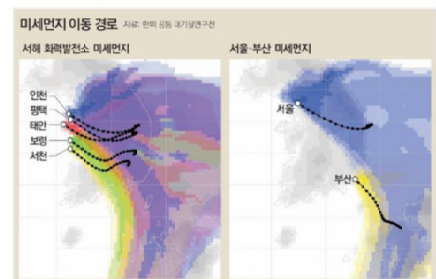 미세먼지 이동 경로 자료: 한미 공동 대기질연구진
서해 화력발전소 미세먼지
인천
평택
태안
보령
서천
서울·부산 미세먼지
서울
부산